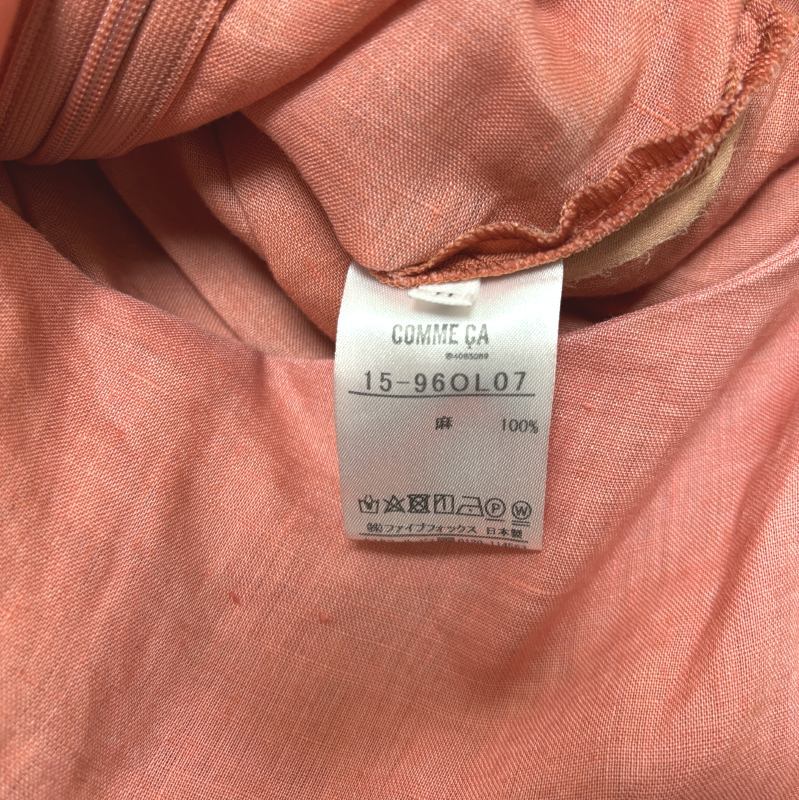 11
COMME ÇA
15-96OL07
麻 100%
Ⓟ Ⓦ
㈱ファイブフォックス 日本製